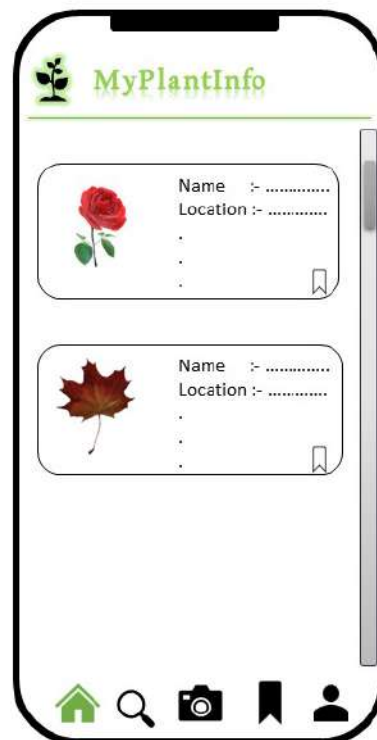 MyPlantInfo
Name :- ..............
Location :- .............
.
.
.
Name :- ..............
Location :- .............
.
.
.